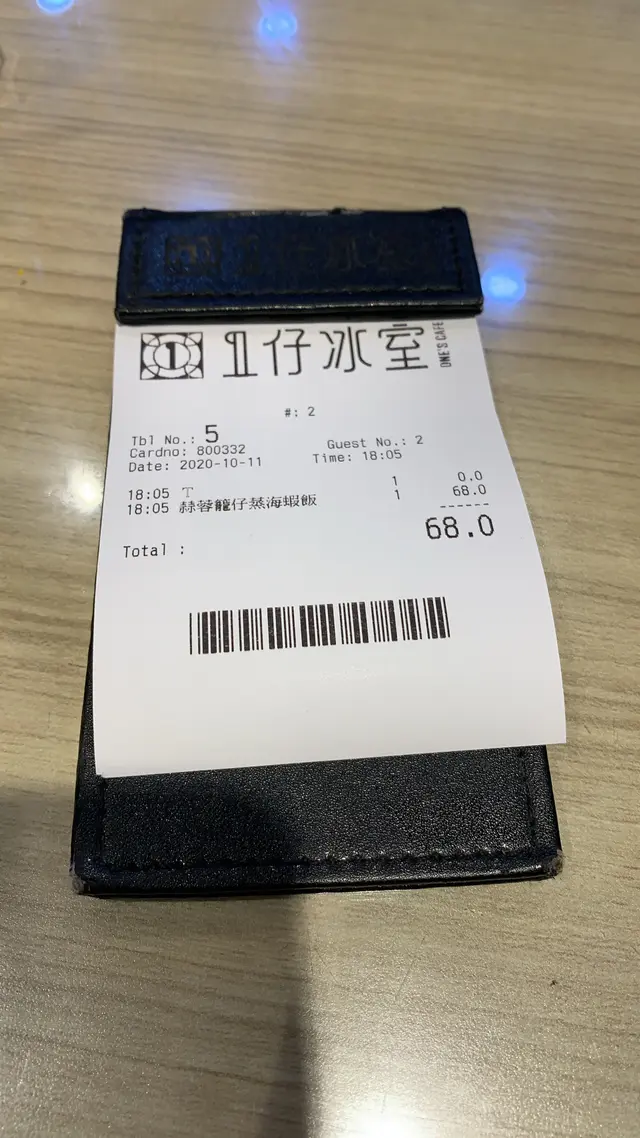 1仔冰室 ONE'S CAFE
#: 2
Tbl No.: 5 Guest No.: 2
Cardno: 800332
Date: 2020-10-11 Time: 18:05
18:05 T 1 0.0
18:05 蒜蓉籠仔蒸海蝦飯 1 68.0
------
Total : 68.0